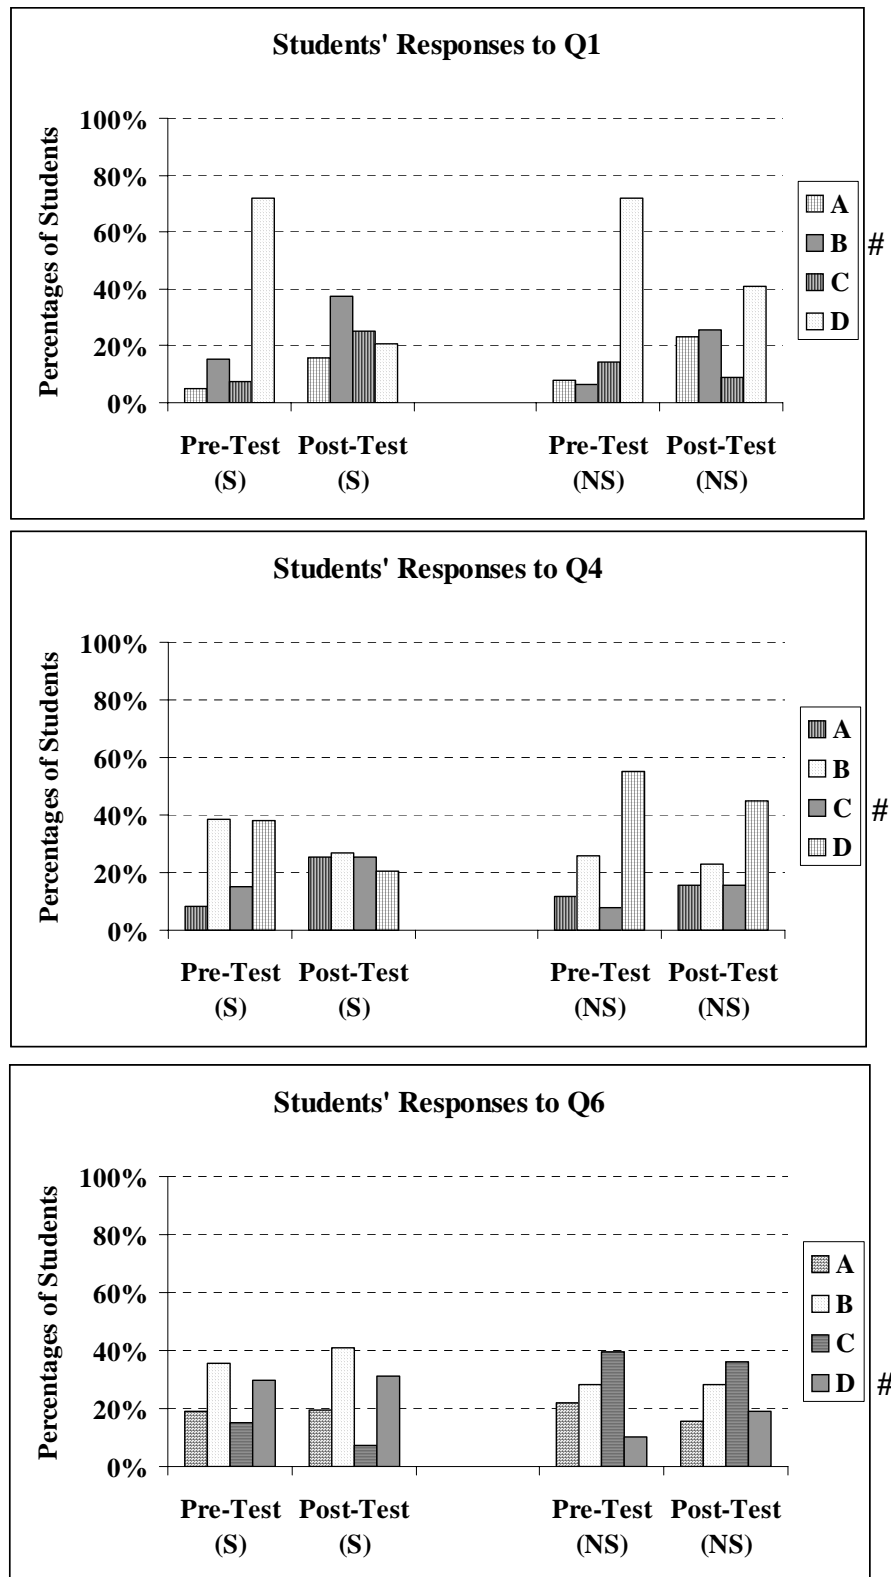 Students' Responses to Q1
Percentages of Students
100%
80%
60%
40%
20%
0%
Pre-Test
(S)
Post-Test
(S)
Pre-Test
(NS)
Post-Test
(NS)
A
B
C
D
#
Students' Responses to Q4
Percentages of Students
100%
80%
60%
40%
20%
0%
Pre-Test
(S)
Post-Test
(S)
Pre-Test
(NS)
Post-Test
(NS)
A
B
C
D
#
Students' Responses to Q6
Percentages of Students
100%
80%
60%
40%
20%
0%
Pre-Test
(S)
Post-Test
(S)
Pre-Test
(NS)
Post-Test
(NS)
A
B
C
D
#